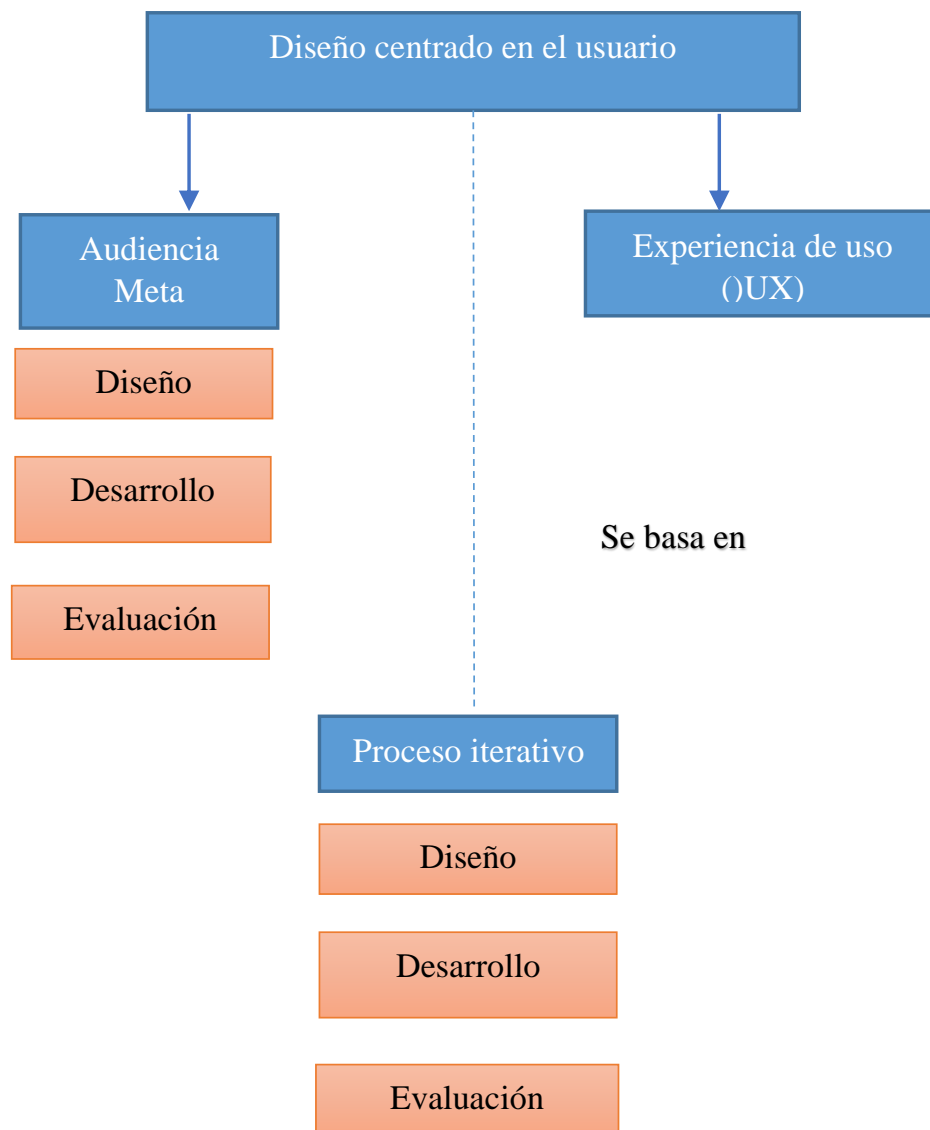 Diseño centrado en el usuario
Audiencia
Meta
Experiencia de uso
()UX)
Diseño
Desarrollo
Se basa en
Evaluación
Proceso iterativo
Diseño
Desarrollo
Evaluación